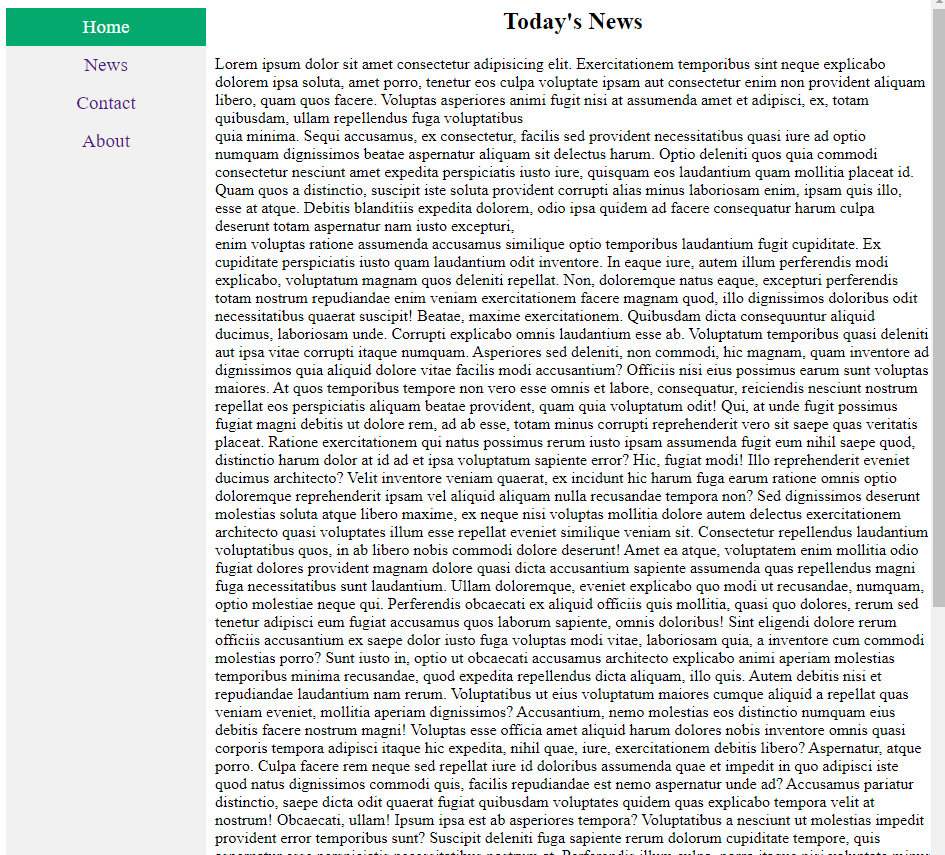 Home
News
Contact
About
Today's News
Lorem ipsum dolor sit amet consectetur adipisicing elit. Exercitationem temporibus sint neque explicabo
dolorem ipsa soluta, amet porro, tenetur eos culpa voluptate ipsam aut consectetur enim non provident aliquam
libero, quam quos facere. Voluptas asperiores animi fugit nisi at assumenda amet et adipisci, ex, totam
quibusdam, ullam repellendus fuga voluptatibus
quia minima. Sequi accusamus, ex consectetur, facilis sed provident necessitatibus quasi iure ad optio
numquam dignissimos beatae aspernatur aliquam sit delectus harum. Optio deleniti quos quia commodi
consectetur nesciunt amet expedita perspiciatis iusto iure, quisquam eos laudantium quam mollitia placeat id.
Quam quos a distinctio, suscipit iste soluta provident corrupti alias minus laboriosam enim, ipsam quis illo,
esse at atque. Debitis blanditiis expedita dolorem, odio ipsa quidem ad facere consequatur harum culpa
deserunt totam aspernatur nam iusto excepturi,
enim voluptas ratione assumenda accusamus similique optio temporibus laudantium fugit cupiditate. Ex
cupiditate perspiciatis iusto quam laudantium odit inventore. In eaque iure, autem illum perferendis modi
explicabo, voluptatum magnam quos deleniti repellat. Non, doloremque natus eaque, excepturi perferendis
totam nostrum repudiandae enim veniam exercitationem facere magnam quod, illo dignissimos doloribus odit
necessitatibus quaerat suscipit! Beatae, maxime exercitationem. Quibusdam dicta consequuntur aliquid
ducimus, laboriosam unde. Corrupti explicabo omnis laudantium esse ab. Voluptatum temporibus quasi deleniti
aut ipsa vitae corrupti itaque numquam. Asperiores sed deleniti, non commodi, hic magnam, quam inventore ad
dignissimos quia aliquid dolore vitae facilis modi accusantium? Officiis nisi eius possimus earum sunt voluptas
maiores. At quos temporibus tempore non vero esse omnis et labore, consequatur, reiciendis nesciunt nostrum
repellat eos perspiciatis aliquam beatae provident, quam quia voluptatum odit! Qui, at unde fugit possimus
fugiat magni debitis ut dolore rem, ad ab esse, totam minus corrupti reprehenderit vero sit saepe quas veritatis
placeat. Ratione exercitationem qui natus possimus rerum iusto ipsam assumenda fugit eum nihil saepe quod,
distinctio harum dolor at id ad et ipsa voluptatum sapiente error? Hic, fugiat modi! Illo reprehenderit eveniet
ducimus architecto? Velit inventore veniam quaerat, ex incidunt hic harum fuga earum ratione omnis optio
doloremque reprehenderit ipsam vel aliquid aliquam nulla recusandae tempora non? Sed dignissimos deserunt
molestias soluta atque libero maxime, ex neque nisi voluptas mollitia dolore autem delectus exercitationem
architecto quasi voluptates illum esse repellat eveniet similique veniam sit. Consectetur repellendus laudantium
voluptatibus quos, in ab libero nobis commodi dolore deserunt! Amet ea atque, voluptatem enim mollitia odio
fugiat dolores provident magnam dolore quasi dicta accusantium sapiente assumenda quas repellendus magni
fuga necessitatibus sunt laudantium. Ullam doloremque, eveniet explicabo quo modi ut recusandae, numquam,
optio molestiae neque qui. Perferendis obcaecati ex aliquid officiis quis mollitia, quasi quo dolores, rerum sed
tenetur adipisci eum fugiat accusamus quos laborum sapiente, omnis doloribus! Sint eligendi dolore rerum
officiis accusantium ex saepe dolor iusto fuga voluptas modi vitae, laboriosam quia, a inventore cum commodi
molestias porro? Sunt iusto in, optio ut obcaecati accusamus architecto explicabo animi aperiam molestias
temporibus minima recusandae, quod expedita repellendus dicta aliquam, illo quis. Autem debitis nisi et
repudiandae laudantium nam rerum. Voluptatibus ut eius voluptatum maiores cumque aliquid a repellat quas
veniam eveniet, mollitia aperiam dignissimos? Accusantium, nemo molestias eos distinctio numquam eius
debitis facere nostrum magni! Voluptas esse officia amet aliquid harum dolores nobis inventore omnis quasi
corporis tempora adipisci itaque hic expedita, nihil quae, iure, exercitationem debitis libero? Aspernatur, atque
porro. Culpa facere rem neque sed repellat iure id doloribus assumenda quae et impedit in quo adipisci iste
quod natus dignissimos commodi quis, facilis repudiandae est nemo aspernatur unde ad? Accusamus pariatur
distinctio, saepe dicta odit quaerat fugiat quibusdam voluptates quidem quas explicabo tempora velit at
nostrum! Obcaecati, ullam! Ipsum ipsa est ab asperiores tempora? Voluptatibus a nesciunt ut molestias impedit
provident error temporibus sunt? Suscipit deleniti fuga sapiente rerum dolorum cupiditate tempore, quis